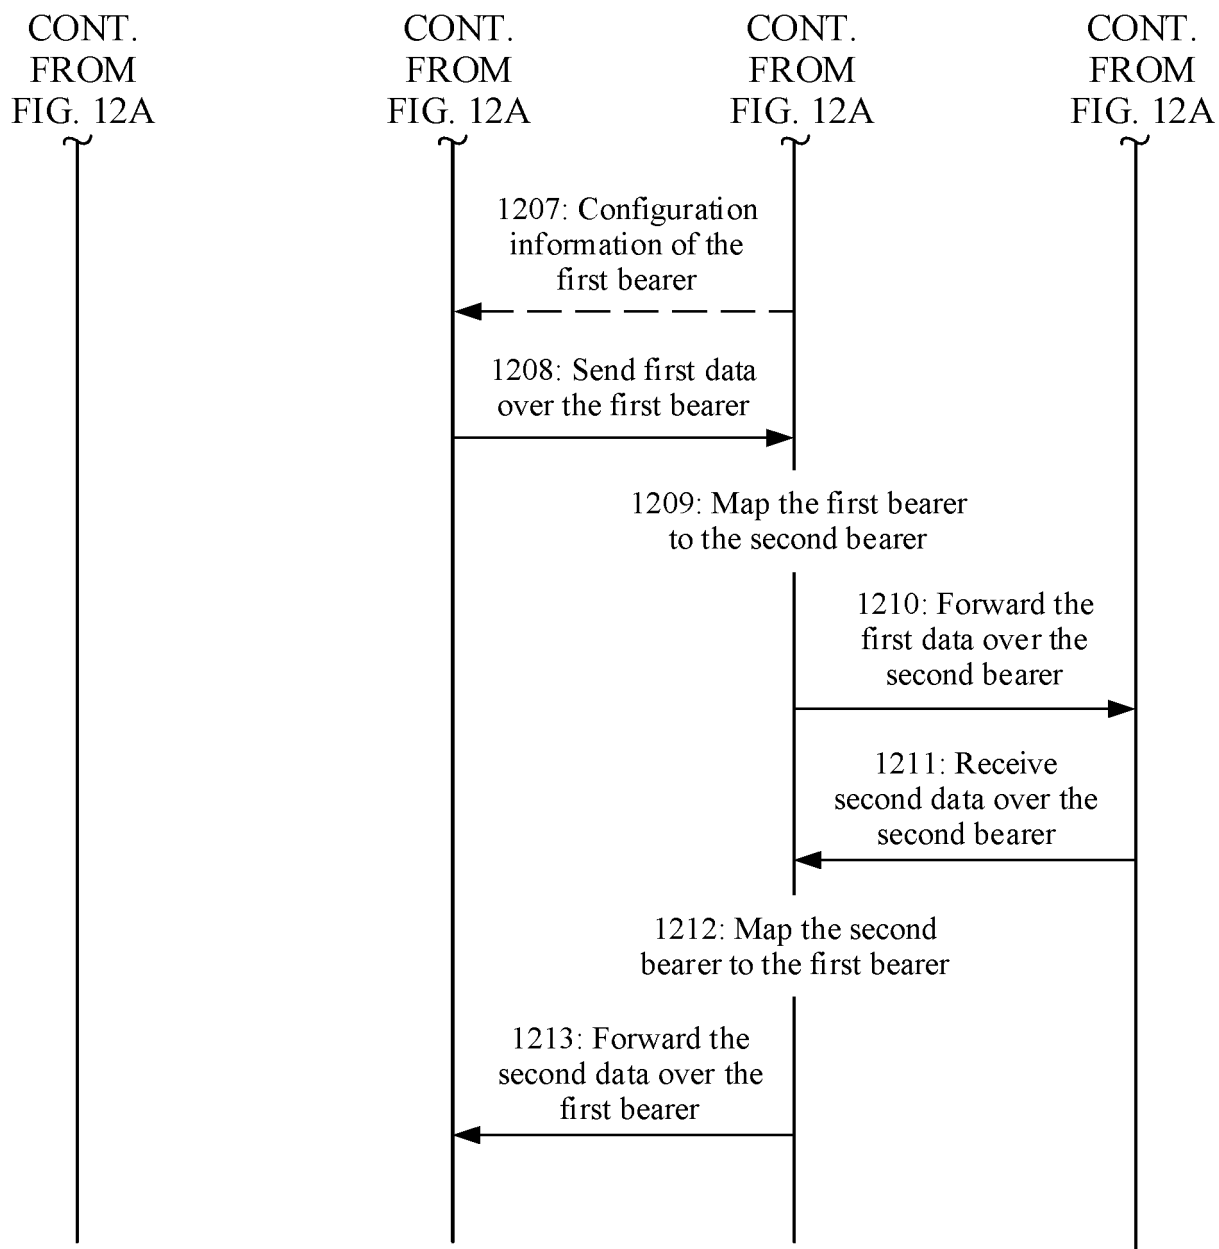 CONT.
FROM
FIG. 12A
CONT.
FROM
FIG. 12A
CONT.
FROM
FIG. 12A
CONT.
FROM
FIG. 12A
1207: Configuration
information of the
first bearer
1208: Send first data
over the first bearer
1209: Map the first bearer
to the second bearer
1210: Forward the
first data over the
second bearer
1211: Receive
second data over the
second bearer
1212: Map the second
bearer to the first bearer
1213: Forward the
second data over the
first bearer